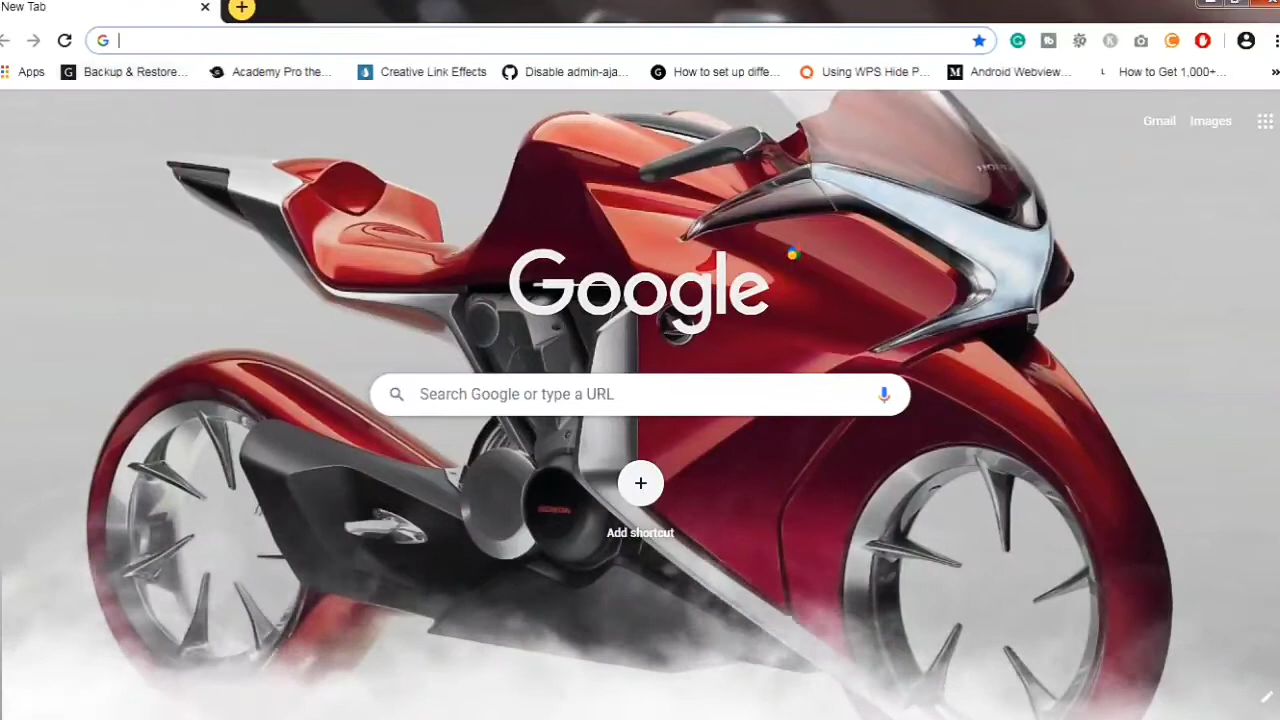 New Tab
Apps
Backup & Restore...
Academy Pro the...
Creative Link Effects
Disable admin-aja...
How to set up diffe...
Using WPS Hide P...
Android Webview...
How to Get 1,000+...
Gmail
Images
Google
Search Google or type a URL
HONDA
Add shortcut